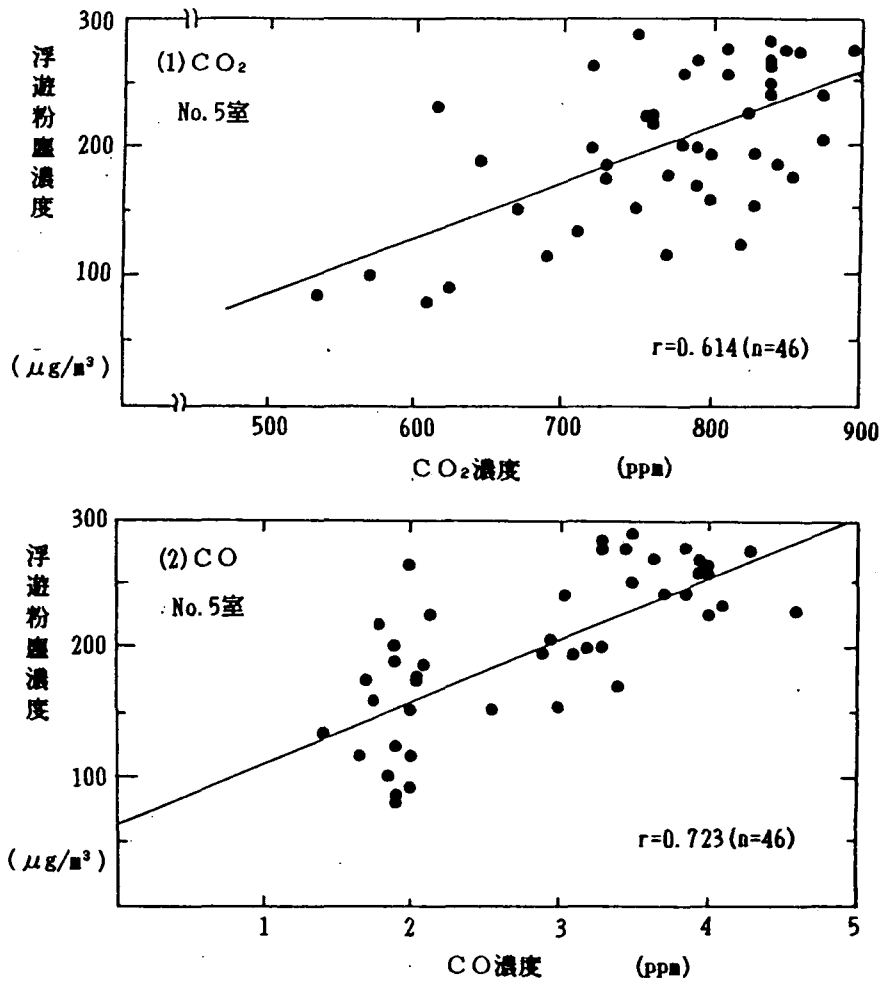 300
200
100
浮遊粉塵濃度
(μg/m³)
(1)CO₂
No.5室
r=0.614(n=46)
500 600 700 800 900
CO₂濃度 (ppm)
300
200
100
浮遊粉塵濃度
(μg/m³)
(2)CO
No.5室
r=0.723(n=46)
1 2 3 4 5
CO濃度 (ppm)